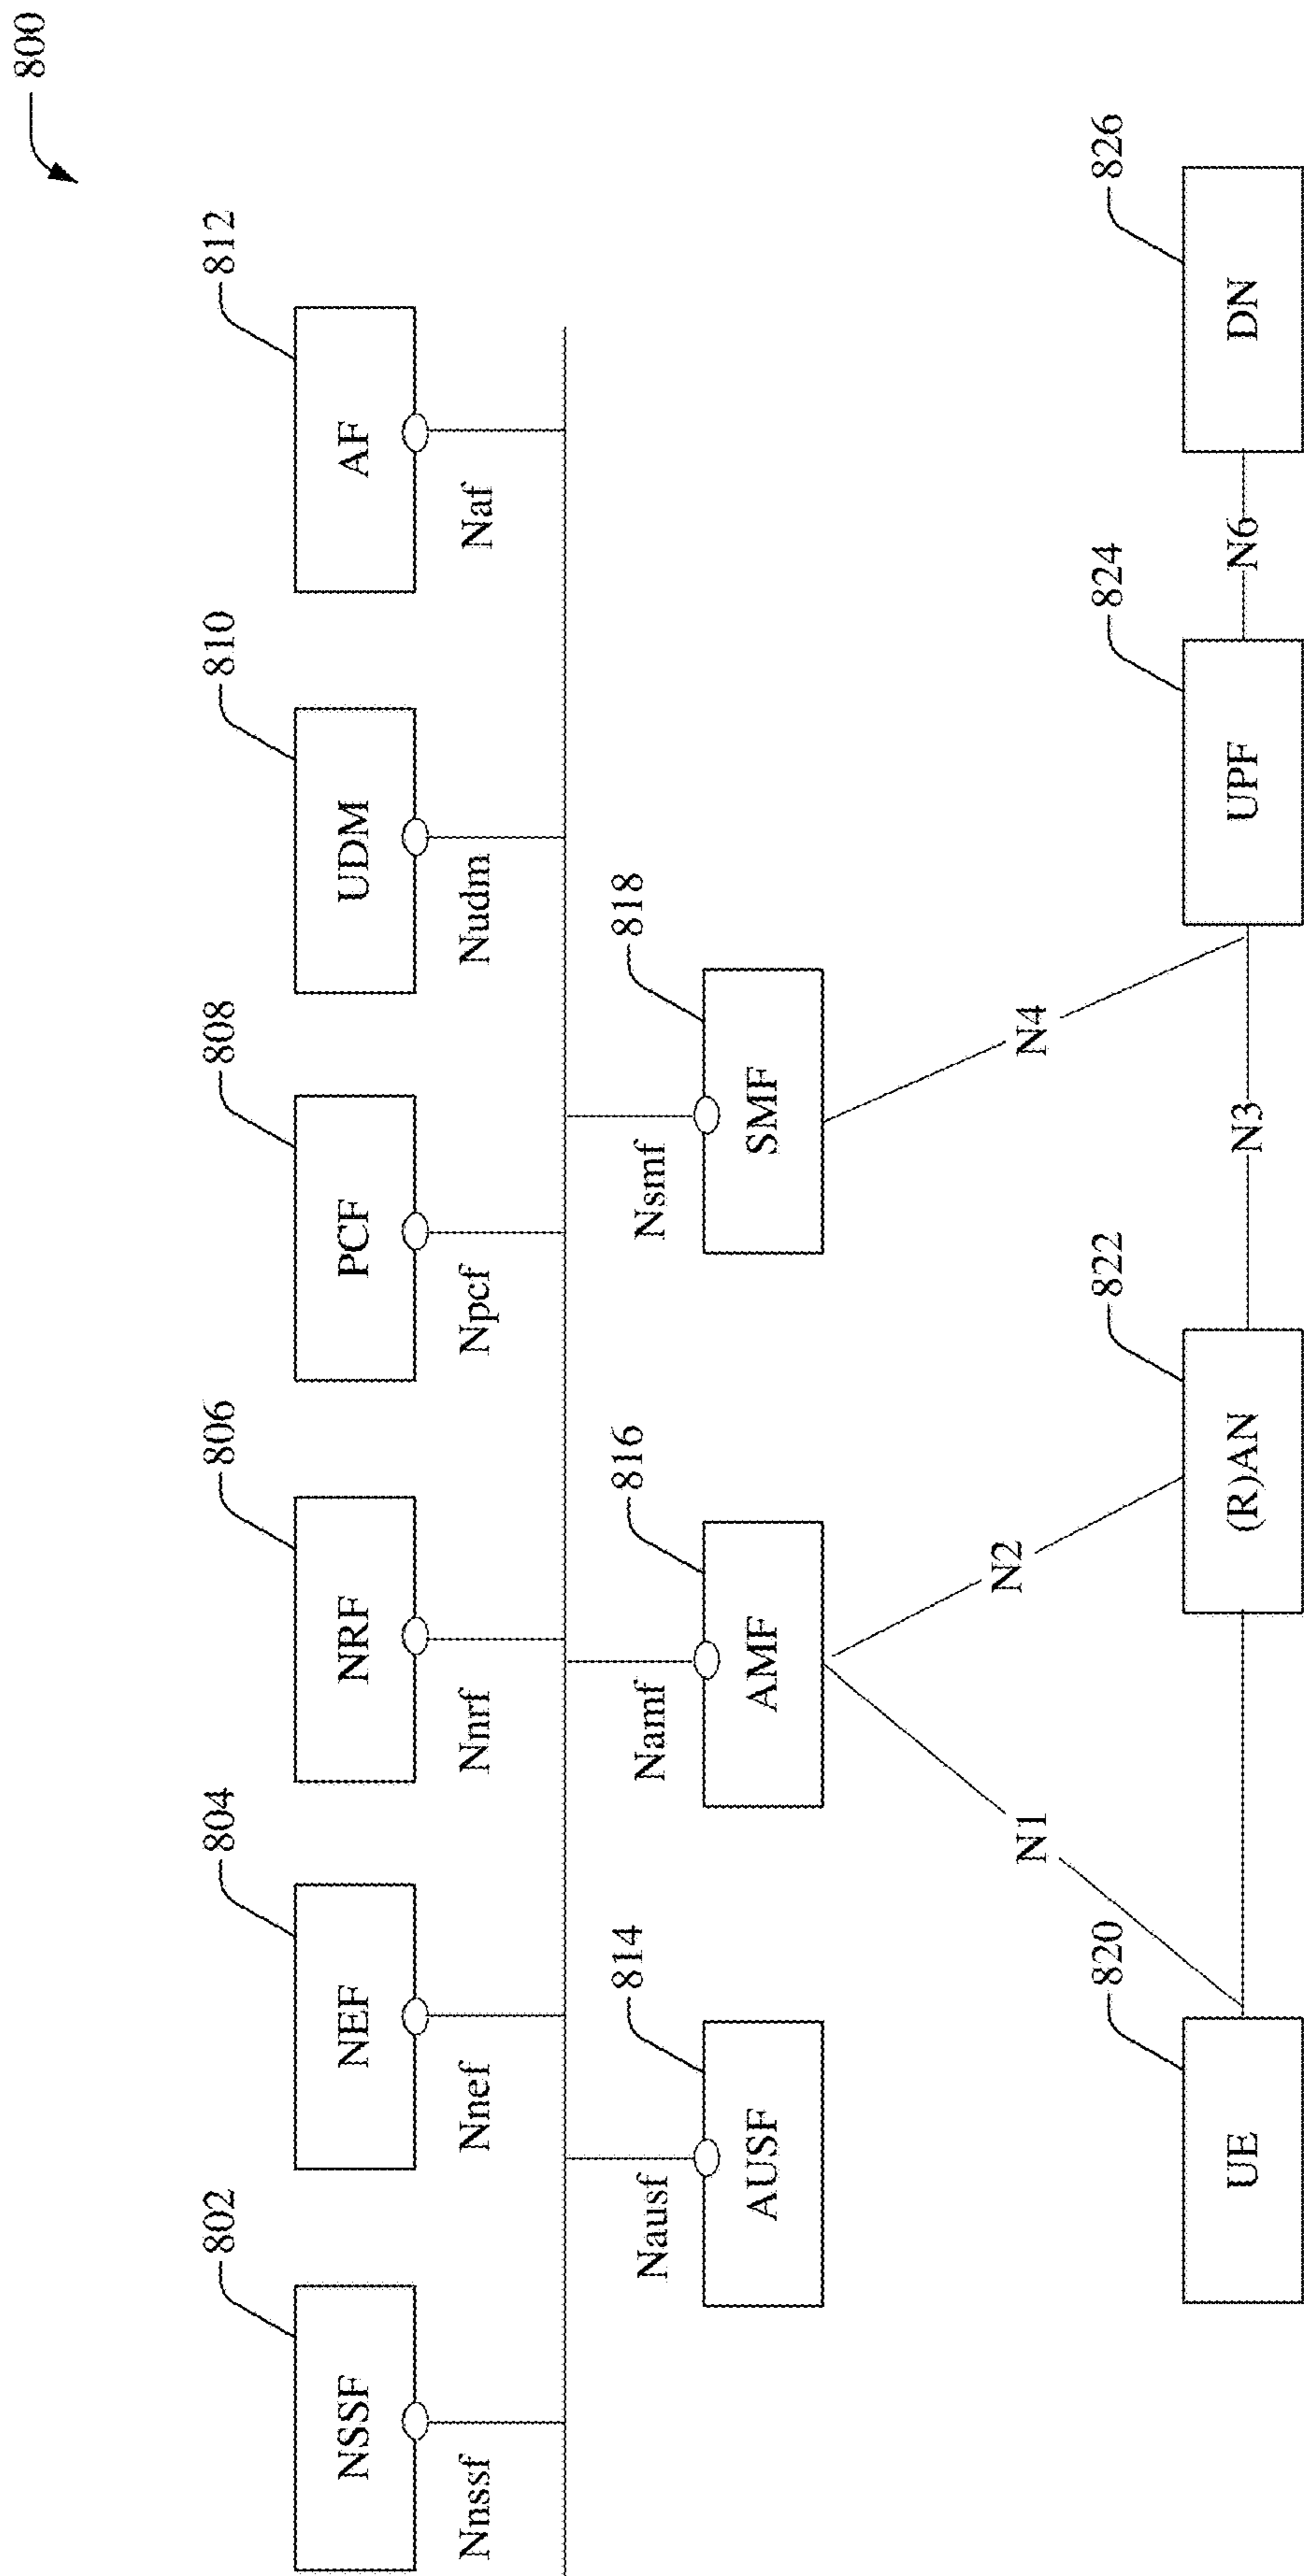 800
802
804
806
808
810
812
NSSF
NEF
NRF
PCF
UDM
AF
Nnssf
Nnef
Nnrf
Npcf
Nudm
Naf
Nausf
Namf
Nsmf
814
816
818
AUSF
AMF
SMF
N1
N2
N4
820
822
824
826
UE
(R)AN
N3
UPF
N6
DN